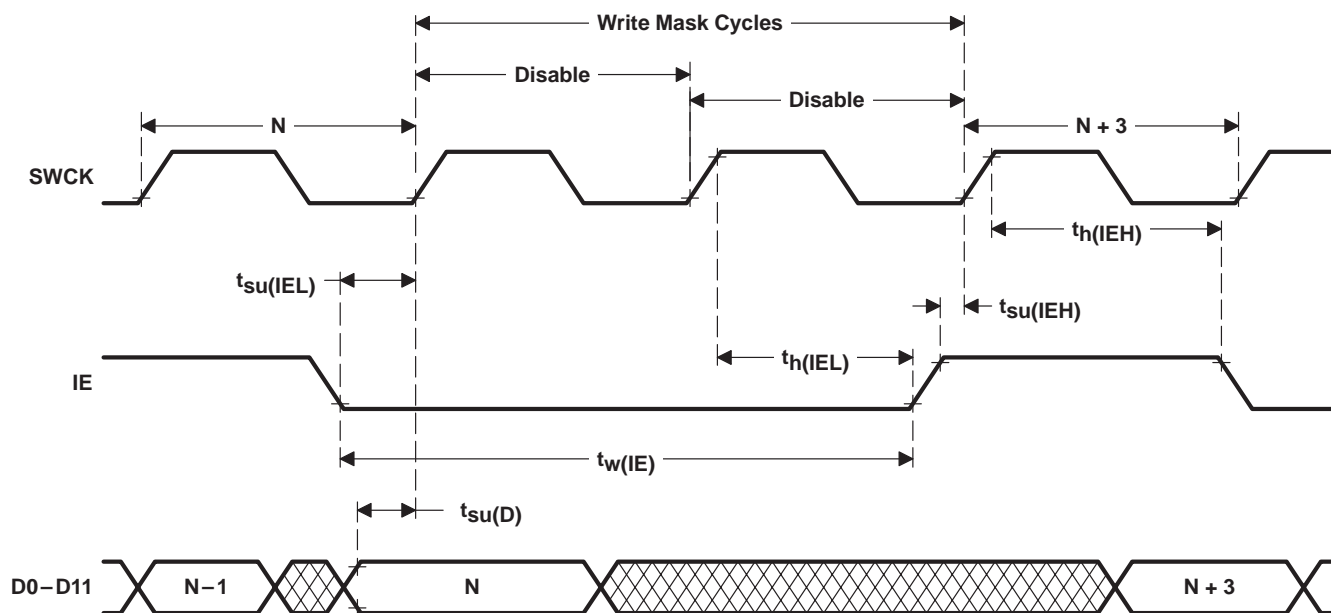 Write Mask Cycles
Disable
Disable
N
N + 3
SWCK
th(IEH)
tsu(IEL)
tsu(IEH)
th(IEL)
IE
tw(IE)
tsu(D)
D0–D11
N–1
N
N + 3